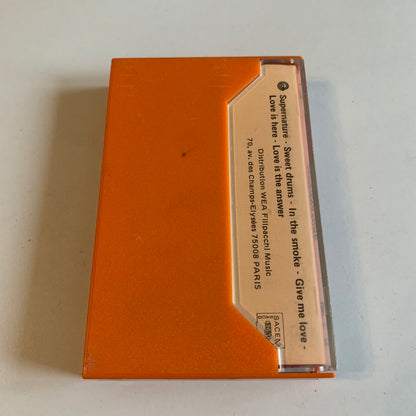 Supernature - Sweet drums - In the smoke - Give me love -
Love is here - Love is the answer
Distribution WEA Filipacchi Music
70, av. des Champs-Elysées 75008 PARIS
SACEM